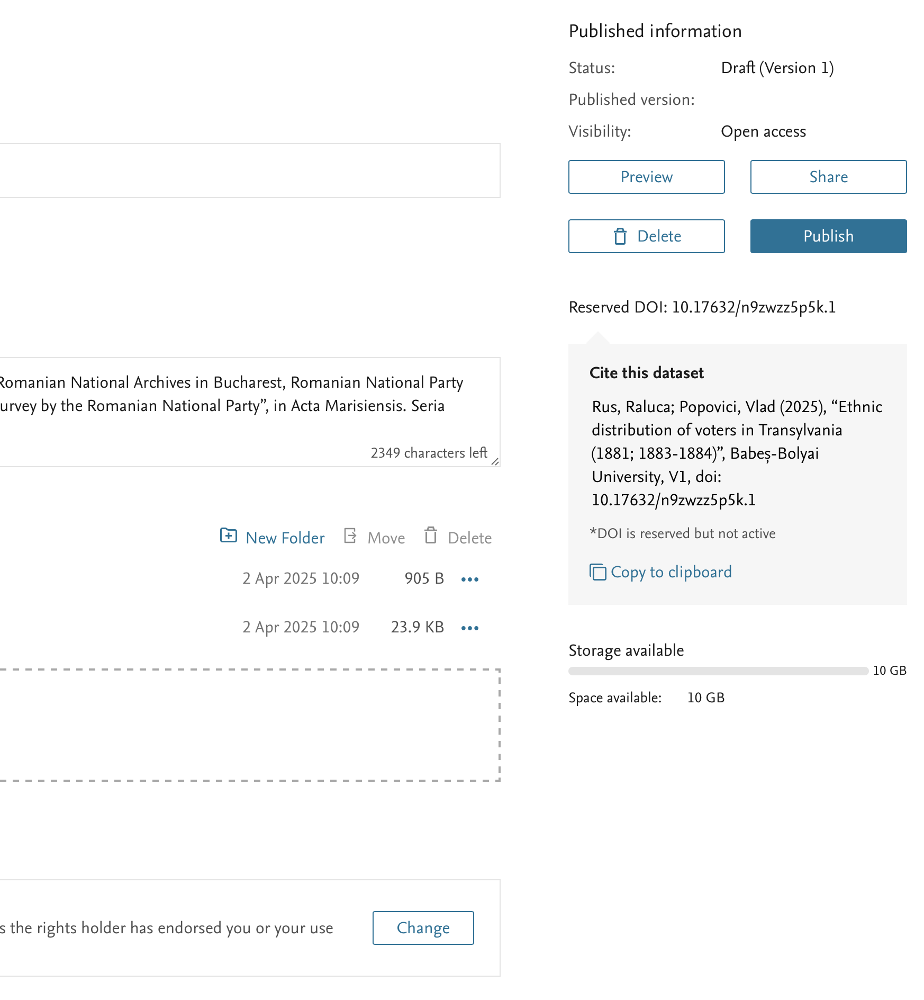 Published information
Status: Draft (Version 1)
Published version:
Visibility: Open access
Preview Share
Delete Publish
Reserved DOI: 10.17632/n9zwzz5p5k.1
Cite this dataset
Rus, Raluca; Popovici, Vlad (2025), “Ethnic
distribution of voters in Transylvania
(1881; 1883-1884)”, Babeș-Bolyai
University, V1, doi:
10.17632/n9zwzz5p5k.1
*DOI is reserved but not active
Copy to clipboard
Storage available
10 GB
Space available: 10 GB
Romanian National Archives in Bucharest, Romanian National Party
urvey by the Romanian National Party”, in Acta Marisiensis. Seria
2349 characters left
New Folder Move Delete
2 Apr 2025 10:09 905 B
2 Apr 2025 10:09 23.9 KB
s the rights holder has endorsed you or your use
Change